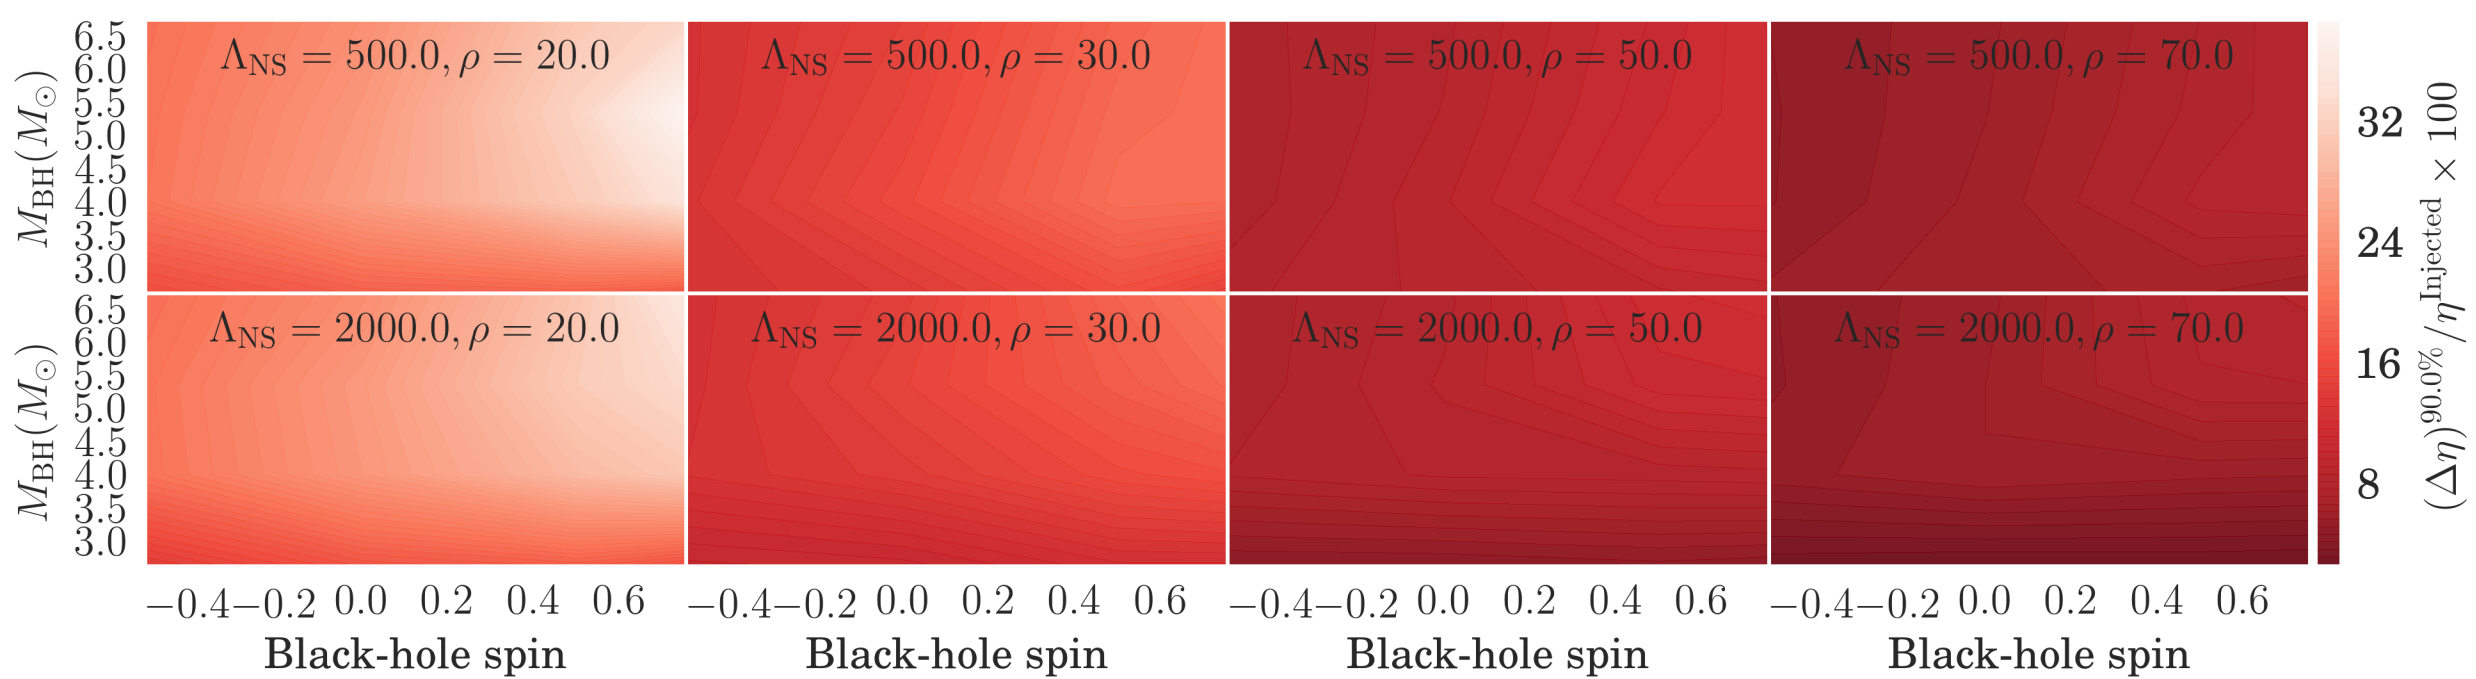 M_BH(M_⊙)
6.5
6.0
5.5
5.0
4.5
4.0
3.5
3.0
Λ_NS = 500.0, ρ = 20.0
Λ_NS = 500.0, ρ = 30.0
Λ_NS = 500.0, ρ = 50.0
Λ_NS = 500.0, ρ = 70.0
M_BH(M_⊙)
6.5
6.0
5.5
5.0
4.5
4.0
3.5
3.0
Λ_NS = 2000.0, ρ = 20.0
Λ_NS = 2000.0, ρ = 30.0
Λ_NS = 2000.0, ρ = 50.0
Λ_NS = 2000.0, ρ = 70.0
−0.4 −0.2 0.0 0.2 0.4 0.6
−0.4 −0.2 0.0 0.2 0.4 0.6
−0.4 −0.2 0.0 0.2 0.4 0.6
−0.4 −0.2 0.0 0.2 0.4 0.6
Black-hole spin
Black-hole spin
Black-hole spin
Black-hole spin
32
24
16
8
(Δη)^90.0%/η^Injected × 100